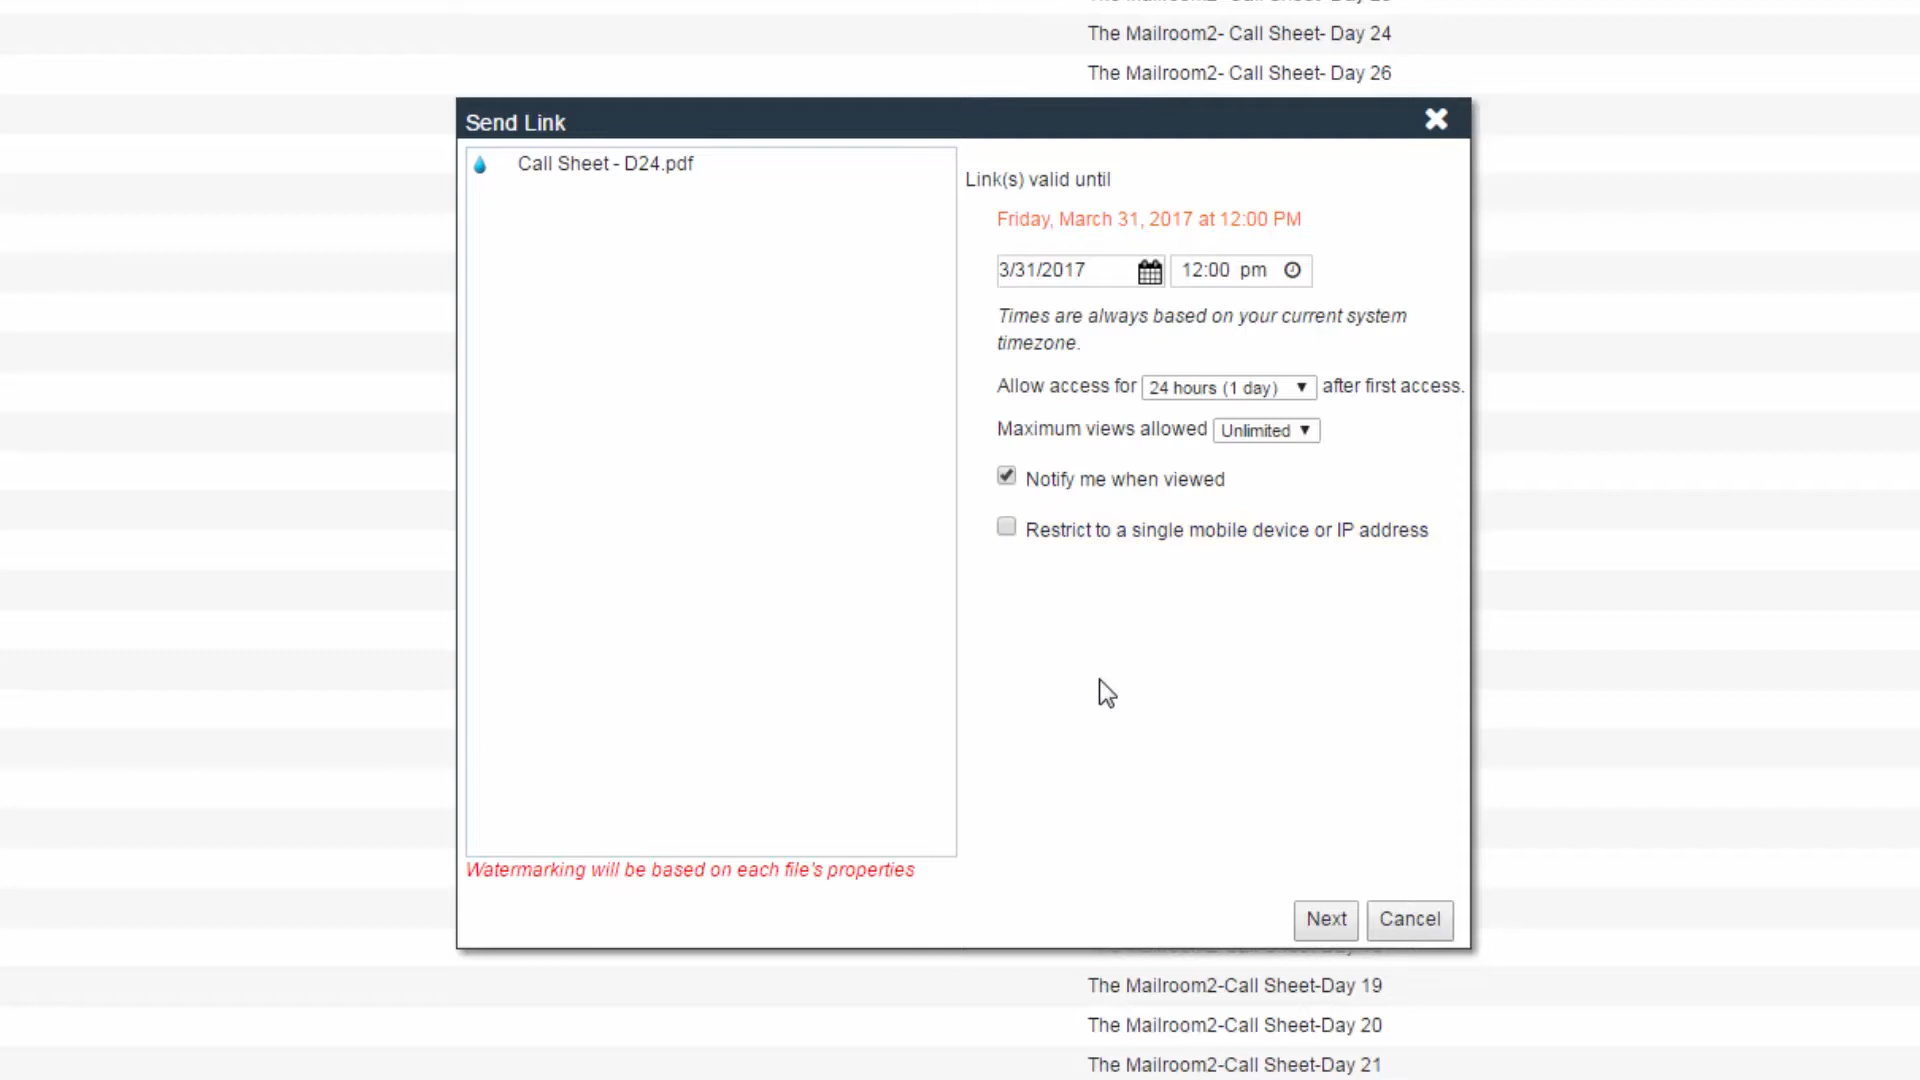 The Mailroom2- Call Sheet- Day 24
The Mailroom2- Call Sheet- Day 26
Send Link
Call Sheet - D24.pdf
Link(s) valid until
Friday, March 31, 2017 at 12:00 PM
3/31/2017 12:00 pm
Times are always based on your current system
timezone.
Allow access for 24 hours (1 day) after first access.
Maximum views allowed Unlimited
Notify me when viewed
Restrict to a single mobile device or IP address
Watermarking will be based on each file's properties
Next Cancel
The Mailroom2-Call Sheet-Day 19
The Mailroom2-Call Sheet-Day 20
The Mailroom2-Call Sheet-Day 21